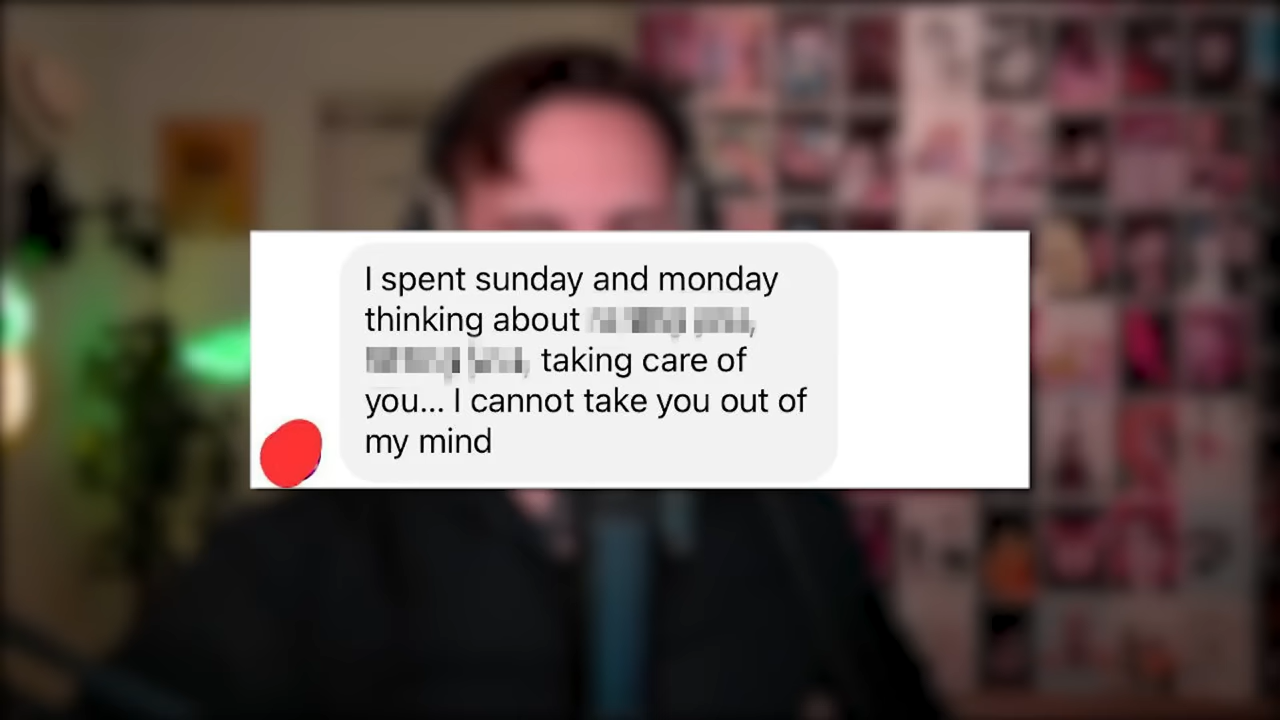 I spent sunday and monday
thinking about
taking care of
you... I cannot take you out of
my mind